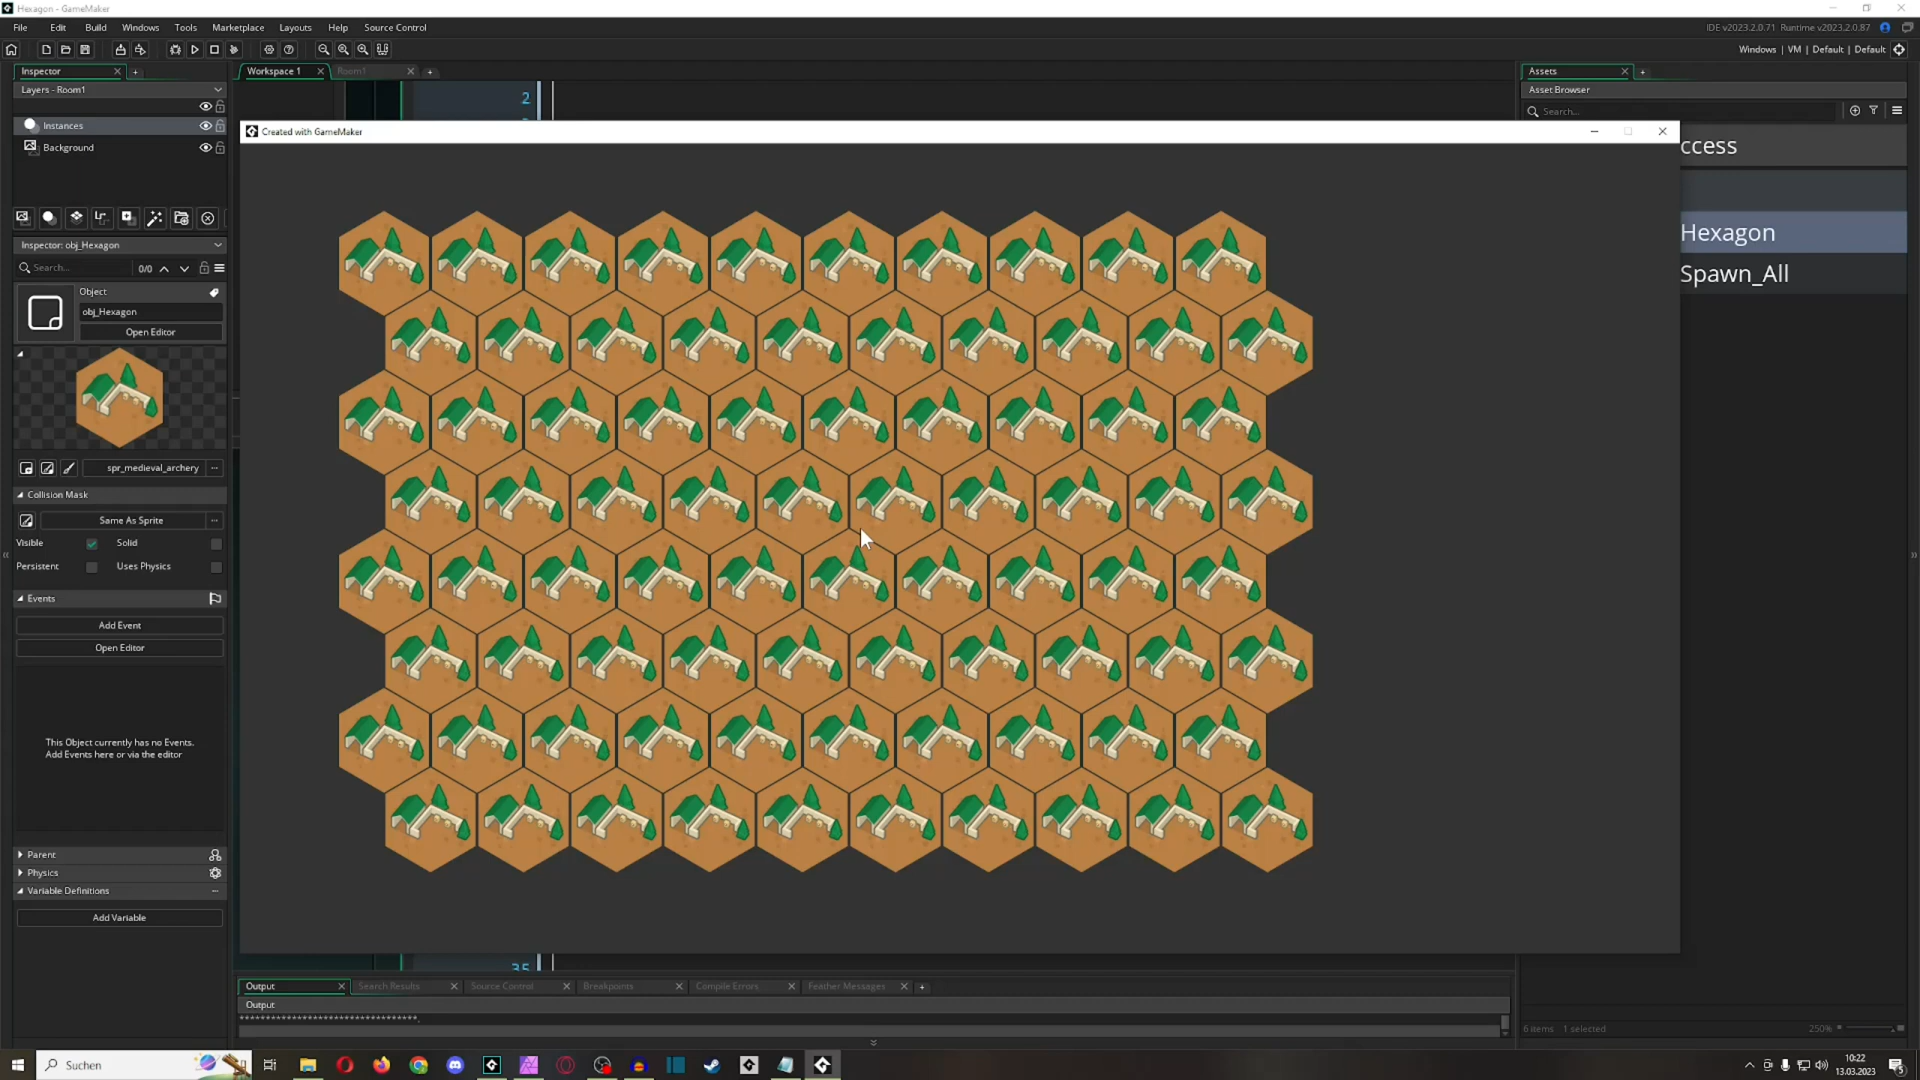 Hexagon - GameMaker
File Edit Build Windows Tools Marketplace Layouts Help Source Control
IDE v2023.2.0.71 Runtime v2023.2.0.87
Windows | VM | Default | Default
Inspector
Workspace 1
Room1
Assets
Layers - Room1
Asset Browser
2
Search...
Instances
Created with GameMaker
Background
ccess
Hexagon
Inspector: obj_Hexagon
Search...
0/0
Spawn_All
Object
obj_Hexagon
Open Editor
spr_medieval_archery
Collision Mask
Same As Sprite
Visible
Solid
Persistent
Uses Physics
Events
Add Event
Open Editor
This Object currently has no Events.
Add Events here or via the editor
Parent
Physics
Variable Definitions
Add Variable
35
Output
Search Results
Source Control
Breakpoints
Compile Errors
Feather Messages
Output
6 items 1 selected
250%
Suchen
10:22
13.03.2023
5